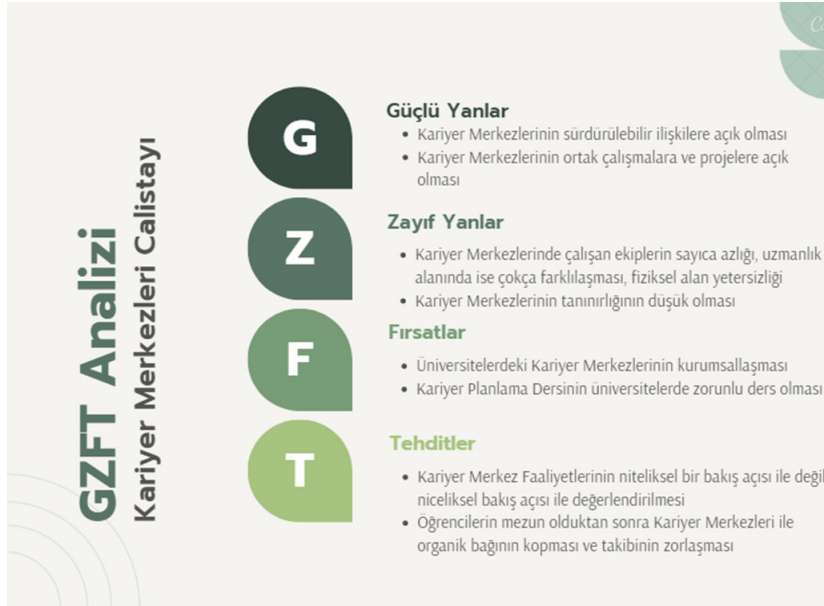 GZFT Analizi
Kariyer Merkezleri Calistayı
G
Güçlü Yanlar
• Kariyer Merkezlerinin sürdürülebilir ilişkilere açık olması
• Kariyer Merkezlerinin ortak çalışmalara ve projelere açık
olması
Z
Zayıf Yanlar
• Kariyer Merkezlerinde çalışan ekiplerin sayıca azlığı, uzmanlık
alanında ise çokça farklılaşması, fiziksel alan yetersizliği
• Kariyer Merkezlerinin tanınırlığının düşük olması
F
Fırsatlar
• Üniversitelerdeki Kariyer Merkezlerinin kurumsallaşması
• Kariyer Planlama Dersinin üniversitelerde zorunlu ders olması
T
Tehditler
• Kariyer Merkez Faaliyetlerinin niteliksel bir bakış açısı ile değil
niceliksel bakış açısı ile değerlendirilmesi
• Öğrencilerin mezun olduktan sonra Kariyer Merkezleri ile
organik bağının kopması ve takibinin zorlaşması